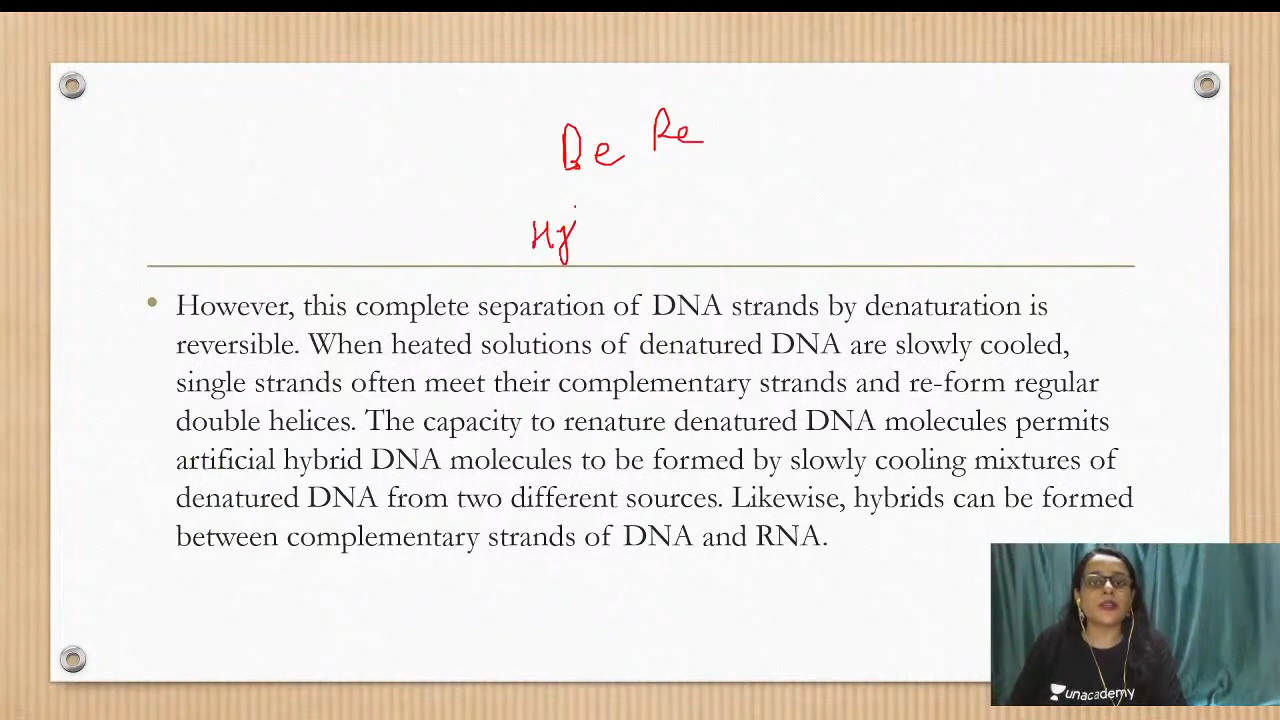 De Re
Hy
• However, this complete separation of DNA strands by denaturation is
reversible. When heated solutions of denatured DNA are slowly cooled,
single strands often meet their complementary strands and re-form regular
double helices. The capacity to renature denatured DNA molecules permits
artificial hybrid DNA molecules to be formed by slowly cooling mixtures of
denatured DNA from two different sources. Likewise, hybrids can be formed
between complementary strands of DNA and RNA.
unacademy